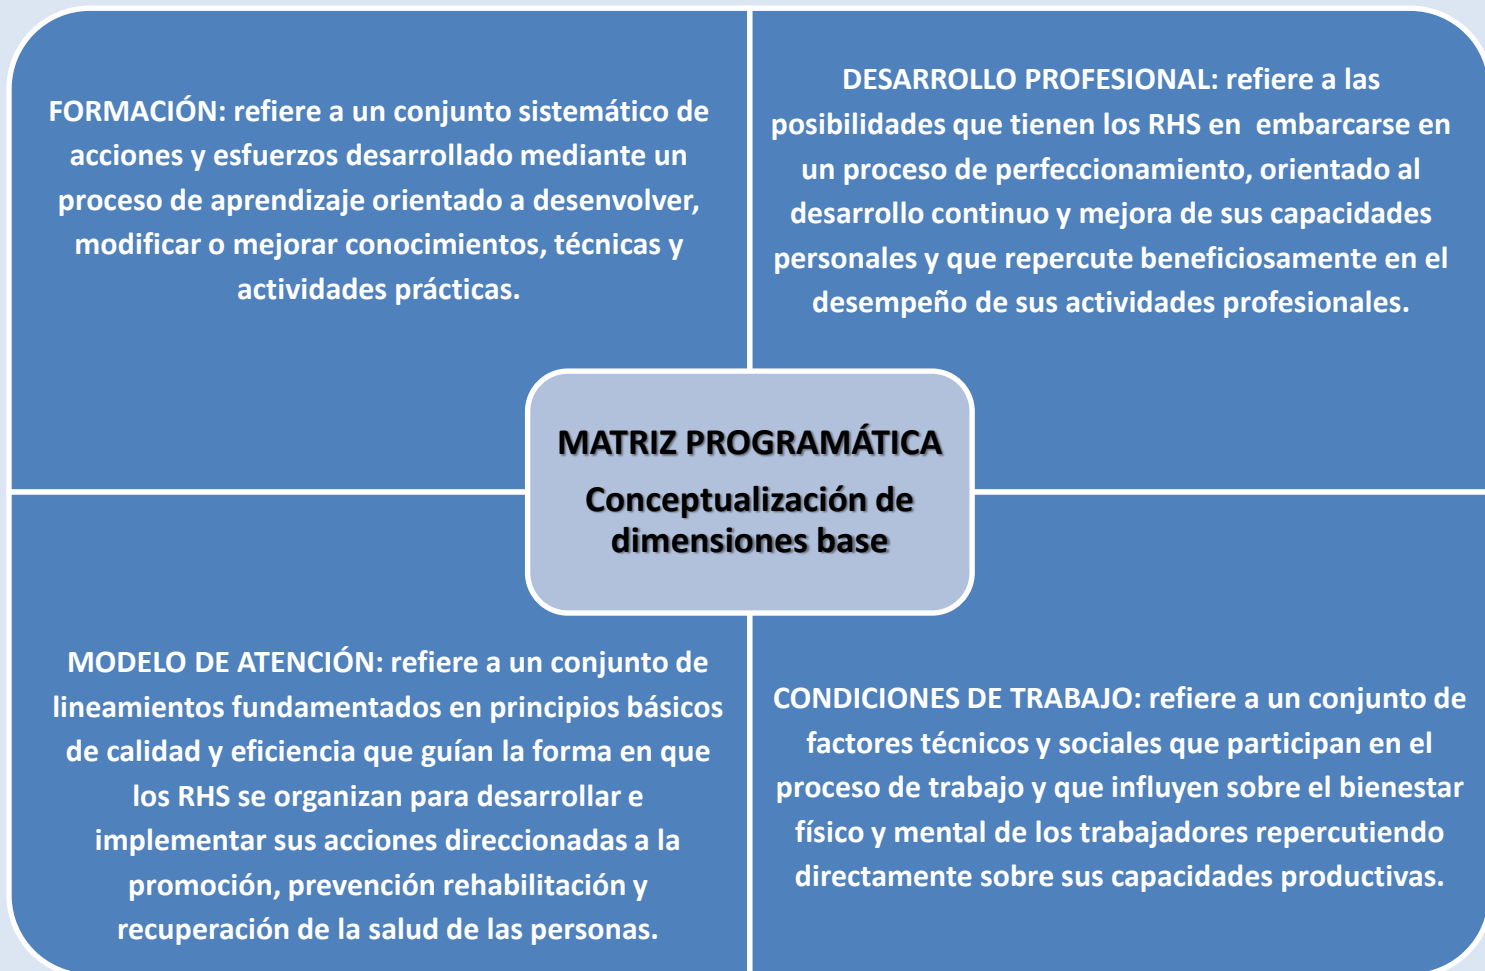 FORMACIÓN: refiere a un conjunto sistemático de
acciones y esfuerzos desarrollado mediante un
proceso de aprendizaje orientado a desenvolver,
modificar o mejorar conocimientos, técnicas y
actividades prácticas.
DESARROLLO PROFESIONAL: refiere a las
posibilidades que tienen los RHS en embarcarse en
un proceso de perfeccionamiento, orientado al
desarrollo continuo y mejora de sus capacidades
personales y que repercute beneficiosamente en el
desempeño de sus actividades profesionales.
MATRIZ PROGRAMÁTICA
Conceptualización de
dimensiones base
MODELO DE ATENCIÓN: refiere a un conjunto de
lineamientos fundamentados en principios básicos
de calidad y eficiencia que guían la forma en que
los RHS se organizan para desarrollar e
implementar sus acciones direccionadas a la
promoción, prevención rehabilitación y
recuperación de la salud de las personas.
CONDICIONES DE TRABAJO: refiere a un conjunto de
factores técnicos y sociales que participan en el
proceso de trabajo y que influyen sobre el bienestar
físico y mental de los trabajadores repercutiendo
directamente sobre sus capacidades productivas.